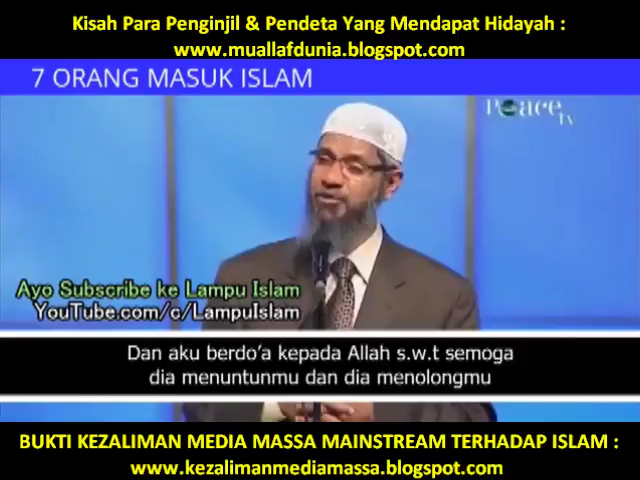 Kisah Para Penginjil & Pendeta Yang Mendapat Hidayah :
www.muallafdunia.blogspot.com
7 ORANG MASUK ISLAM
Peace TV
Ayo Subscribe ke Lampu Islam
YouTube.com/c/LampuIslam
Dan aku berdo'a kepada Allah s.w.t semoga
dia menuntunmu dan dia menolongmu
BUKTI KEZALIMAN MEDIA MASSA MAINSTREAM TERHADAP ISLAM :
www.kezalimanmediamassa.blogspot.com